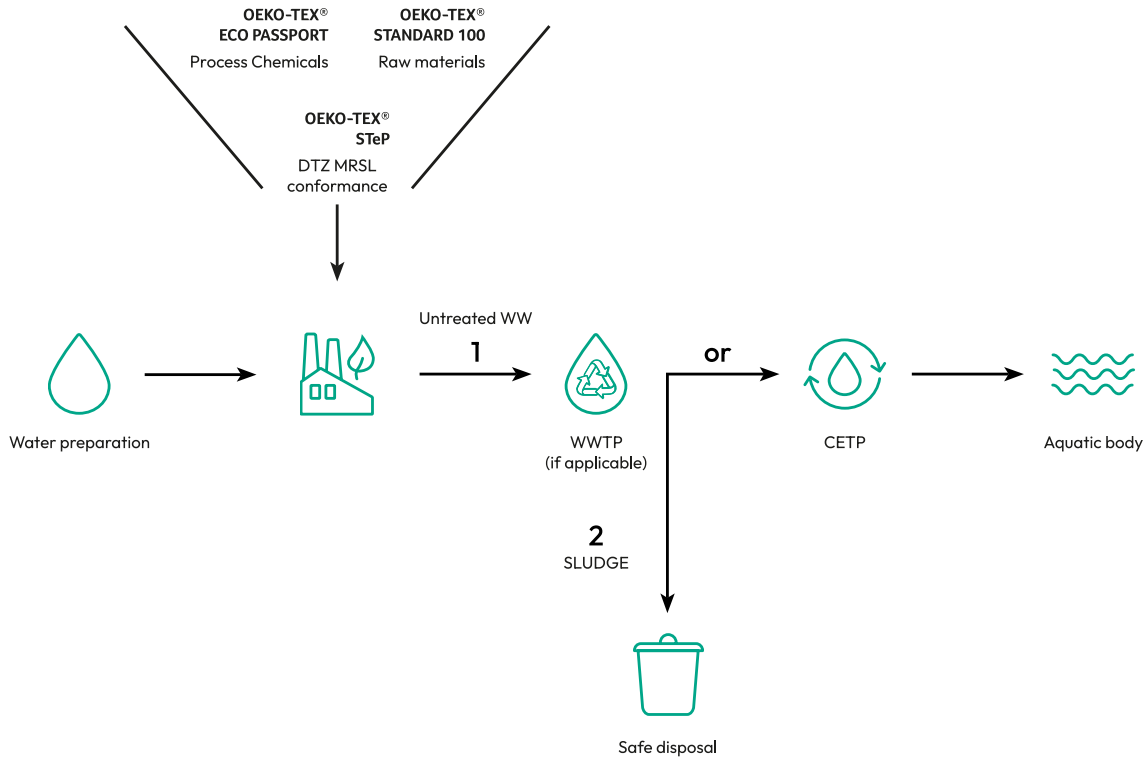 OEKO-TEX®
ECO PASSPORT
Process Chemicals
OEKO-TEX®
STANDARD 100
Raw materials
OEKO-TEX®
STeP
DTZ MRSL
conformance
Untreated WW
1
or
Water preparation
WWTP
(if applicable)
CETP
Aquatic body
2
SLUDGE
Safe disposal